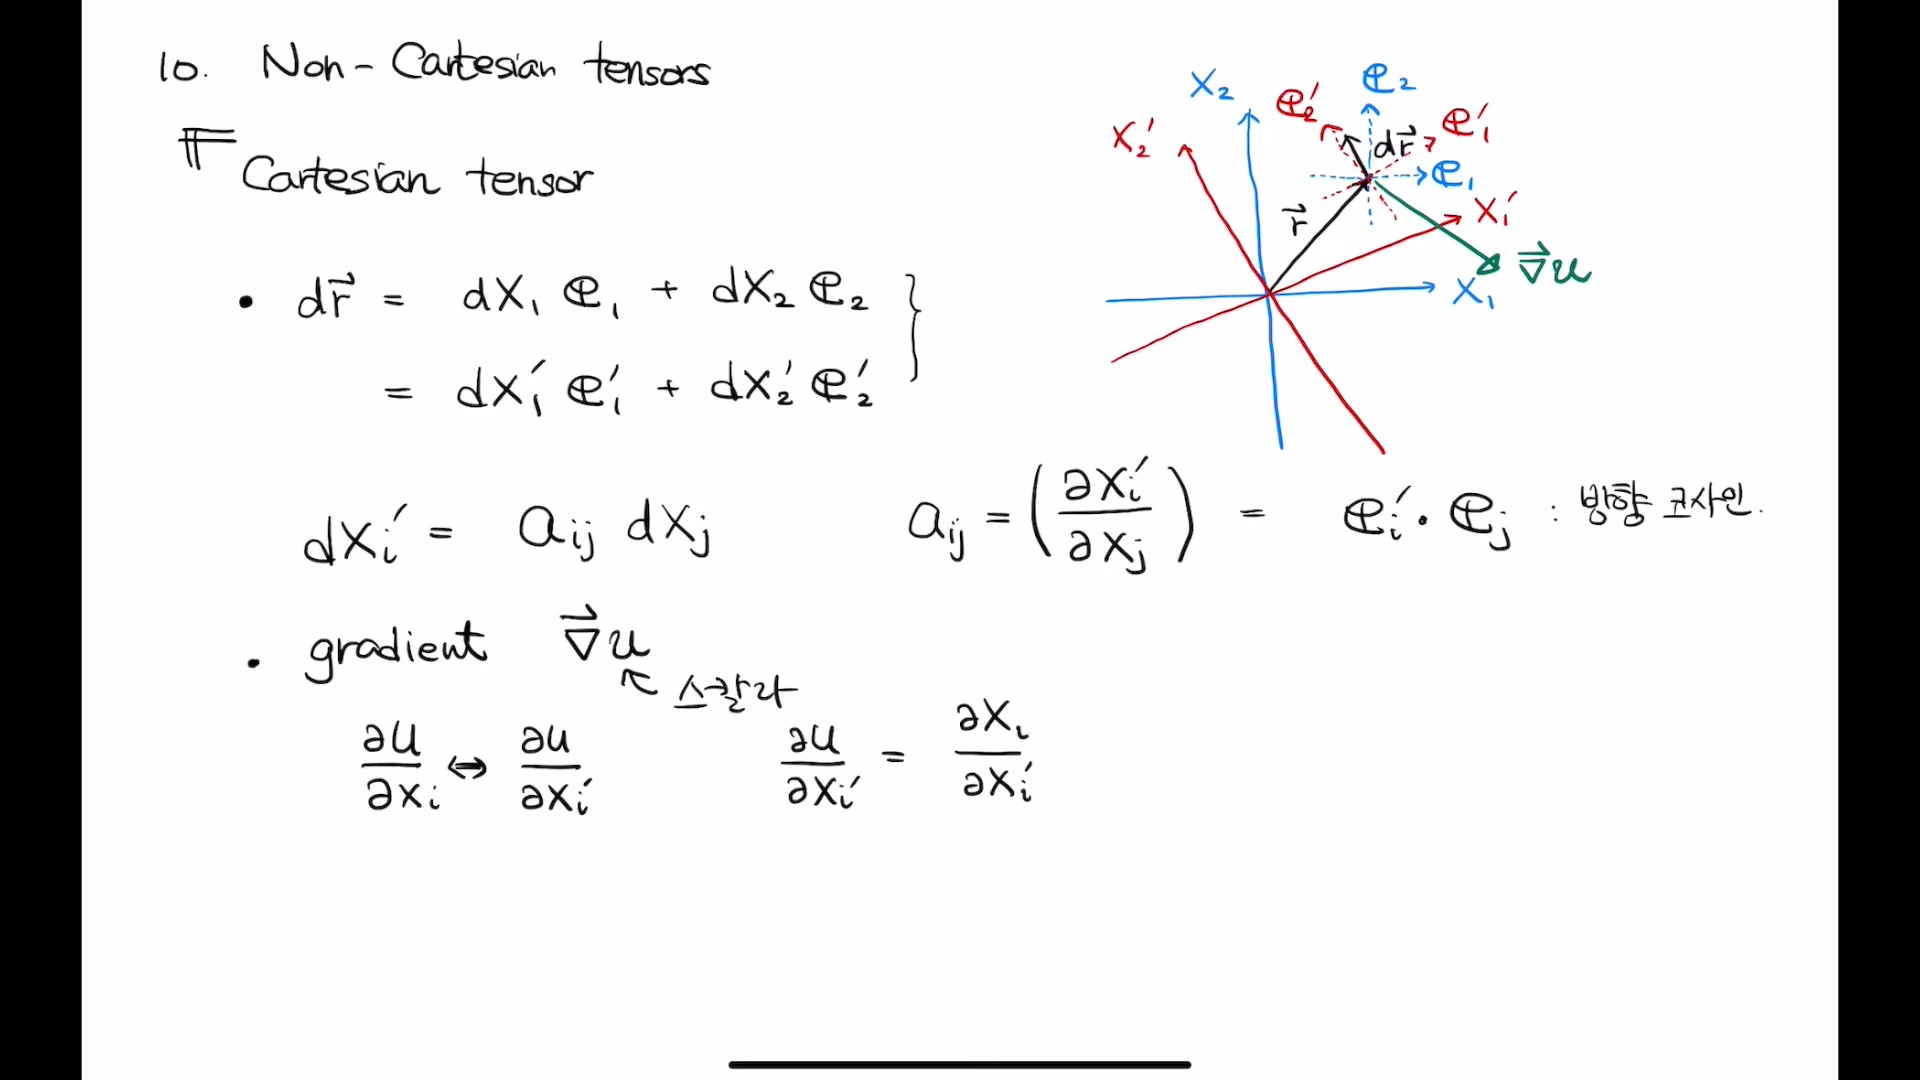 10. Non-Cartesian tensors
Cartesian tensor
• dr⃗ = dx₁ e₁ + dx₂ e₂ }
= dx₁′ e₁′ + dx₂′ e₂′
dxᵢ′ = aᵢⱼ dxⱼ   aᵢⱼ = (∂xᵢ′/∂xⱼ) = eᵢ′ · eⱼ : 방향 코사인.
• gradient ∇⃗u
↖ 스칼라
∂u/∂xᵢ ↔ ∂u/∂xᵢ′   ∂u/∂xᵢ′ = ∂xᵢ/∂xᵢ′
x₂
x₂′
e₂′
e₂
e₁′
dr⃗
e₁
x₁′
r⃗
∇⃗u
x₁